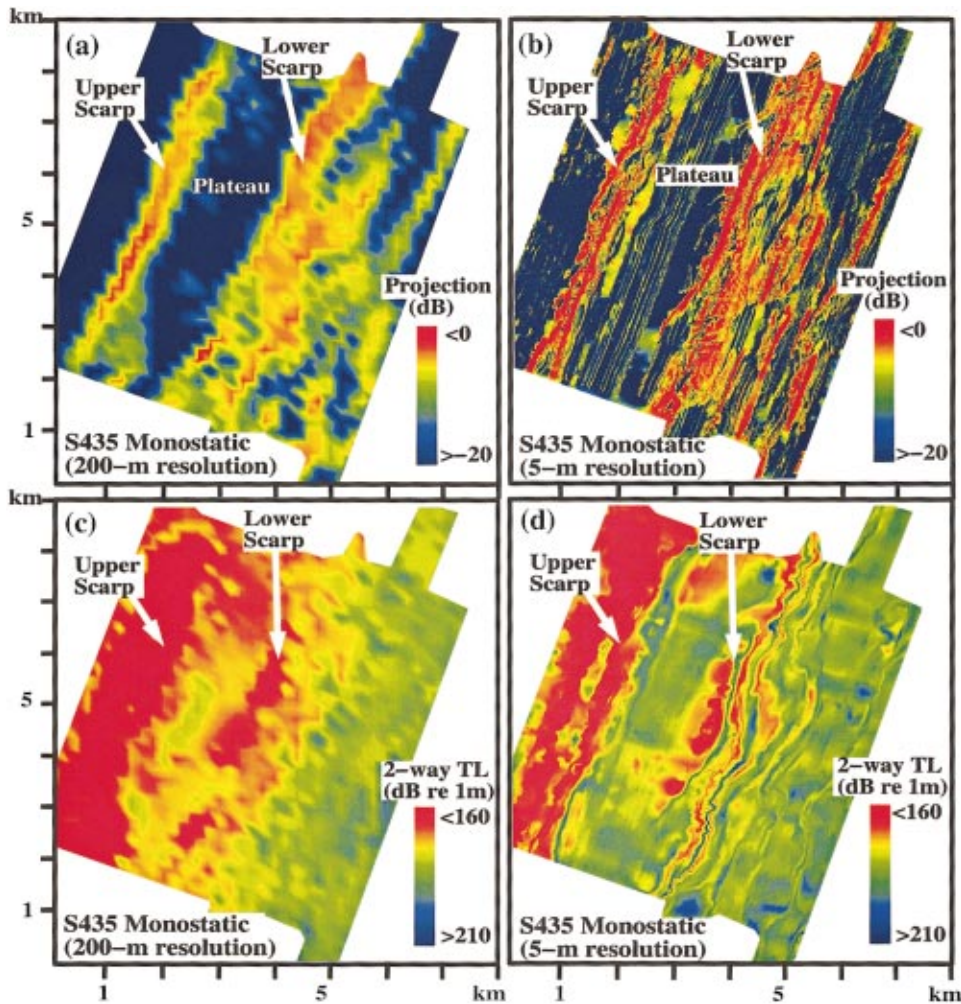 km
(a)
Lower
Scarp
Upper
Scarp
Plateau
5
Projection
(dB)
<0
>-20
1
S435 Monostatic
(200-m resolution)
(b)
Lower
Scarp
Upper
Scarp
Plateau
Projection
(dB)
<0
>-20
S435 Monostatic
(5-m resolution)
km
(c)
Lower
Scarp
Upper
Scarp
5
2-way TL
(dB re 1m)
<160
>210
1
S435 Monostatic
(200-m resolution)
(d)
Lower
Scarp
Upper
Scarp
2-way TL
(dB re 1m)
<160
>210
S435 Monostatic
(5-m resolution)
1 5 km 1 5 km